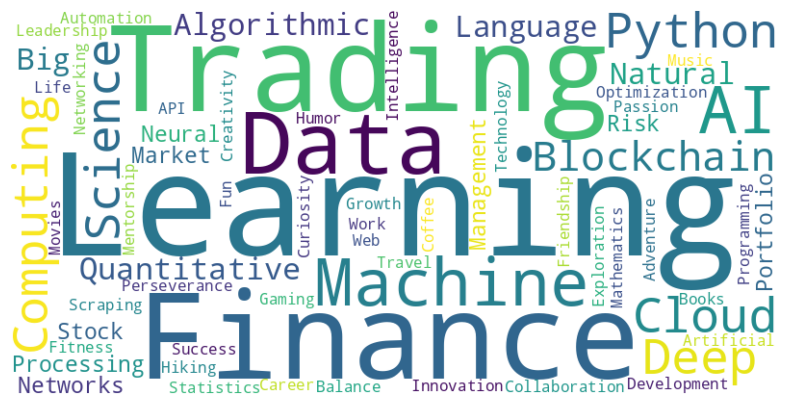 Automation
Leadership
Trading
Algorithmic
Intelligence
Language
Python
Music
Big
Science
Networking
Natural
AI
Life
API
Creativity
Technology
Optimization
Passion
Computing
Neural
Humor
Risk
Market
Data
Management
Blockchain
Movies
Mentorship
Learning
Fun
Curiosity
Growth
Work
Web
Coffee
Friendship
Exploration
Mathematics
Adventure
Programming
Portfolio
Quantitative
Travel
Perseverance
Machine
Scraping
Gaming
Books
Stock
Finance
Cloud
Fitness
Success
Artificial
Processing
Hiking
Deep
Networks
Statistics
Career
Balance
Innovation
Collaboration
Development